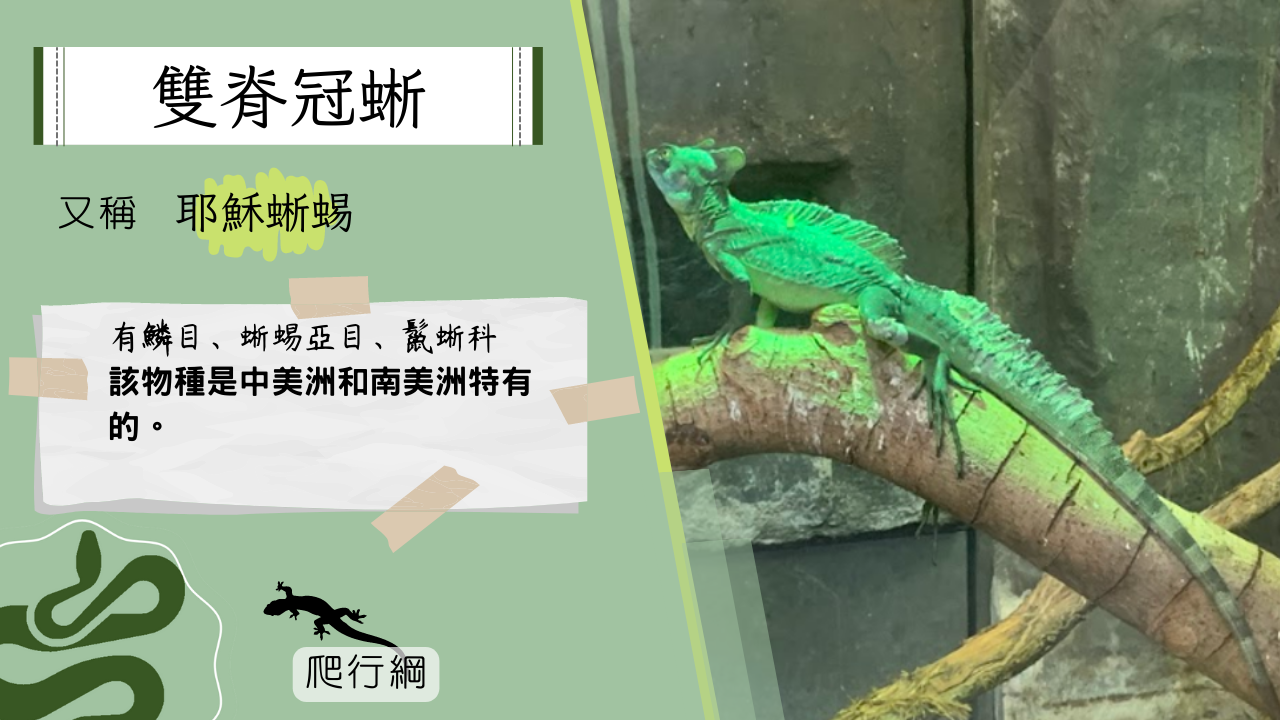 雙脊冠蜥
又稱 耶穌蜥蜴
有鱗目、蜥蜴亞目、鬣蜥科
該物種是中美洲和南美洲特有
的。
爬行綱